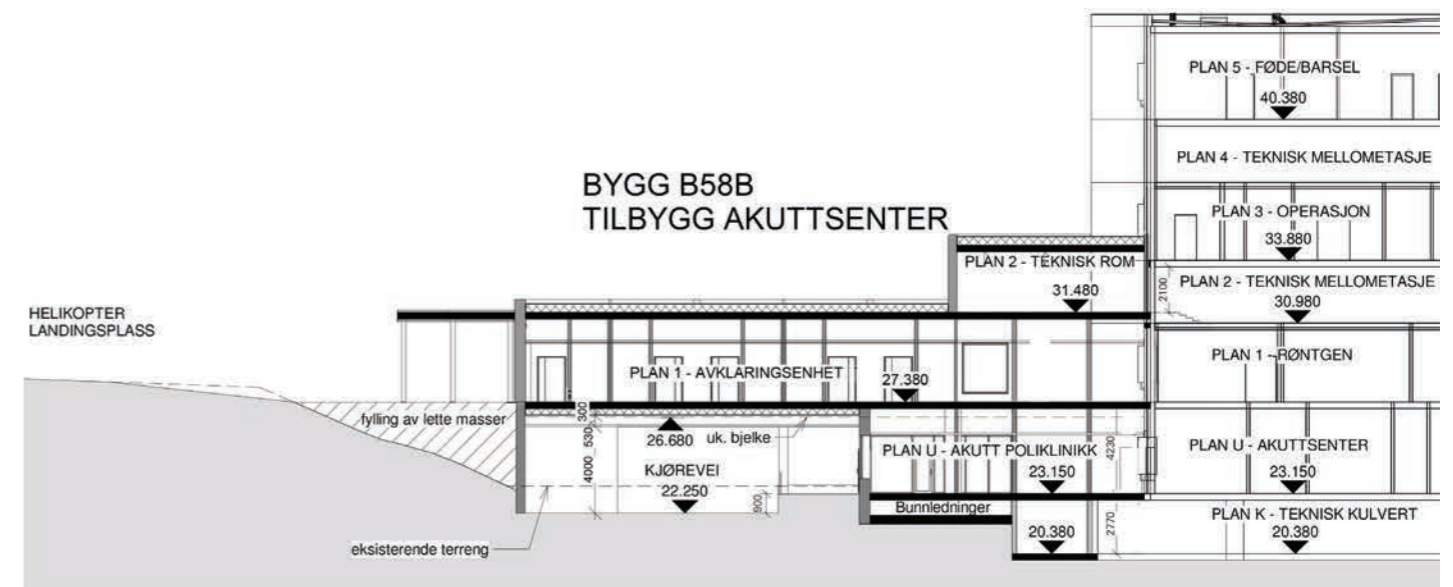 PLAN 5 - FØDE/BARSEL
40.380
PLAN 4 - TEKNISK MELLOMETASJE
BYGG B58B
TILBYGG AKUTTSENTER
PLAN 3 - OPERASJON
33.880
PLAN 2 - TEKNISK ROM
31.480
2100
PLAN 2 - TEKNISK MELLOMETASJE
30.980
HELIKOPTER
LANDINGSPLASS
PLAN 1 - RØNTGEN
PLAN 1 - AVKLARINGSENHET
27.380
fylling av lette masser
300
530
4000
26.680
uk. bjelke
KJØREVEI
22.250
900
PLAN U - AKUTT POLIKLINIKK
23.150
4230
PLAN U - AKUTTSENTER
23.150
Bunnledninger
20.380
2770
PLAN K - TEKNISK KULVERT
20.380
eksisterende terreng